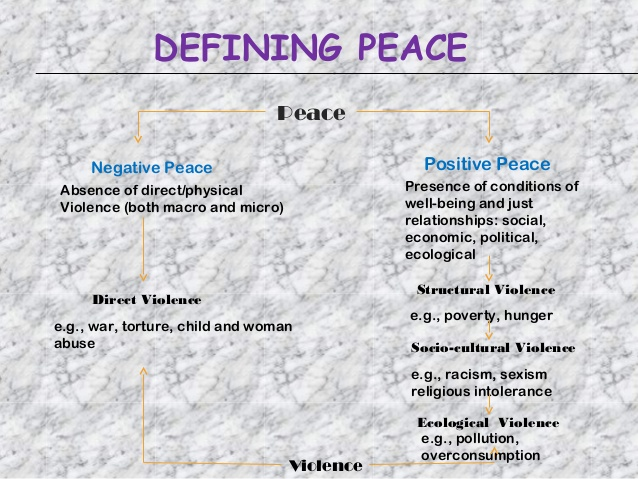 DEFINING PEACE
Peace
Negative Peace
Absence of direct/physical
Violence (both macro and micro)
Direct Violence
e.g., war, torture, child and woman
abuse
Positive Peace
Presence of conditions of
well-being and just
relationships: social,
economic, political,
ecological
Structural Violence
e.g., poverty, hunger
Socio-cultural Violence
e.g., racism, sexism
religious intolerance
Ecological Violence
e.g., pollution,
overconsumption
Violence